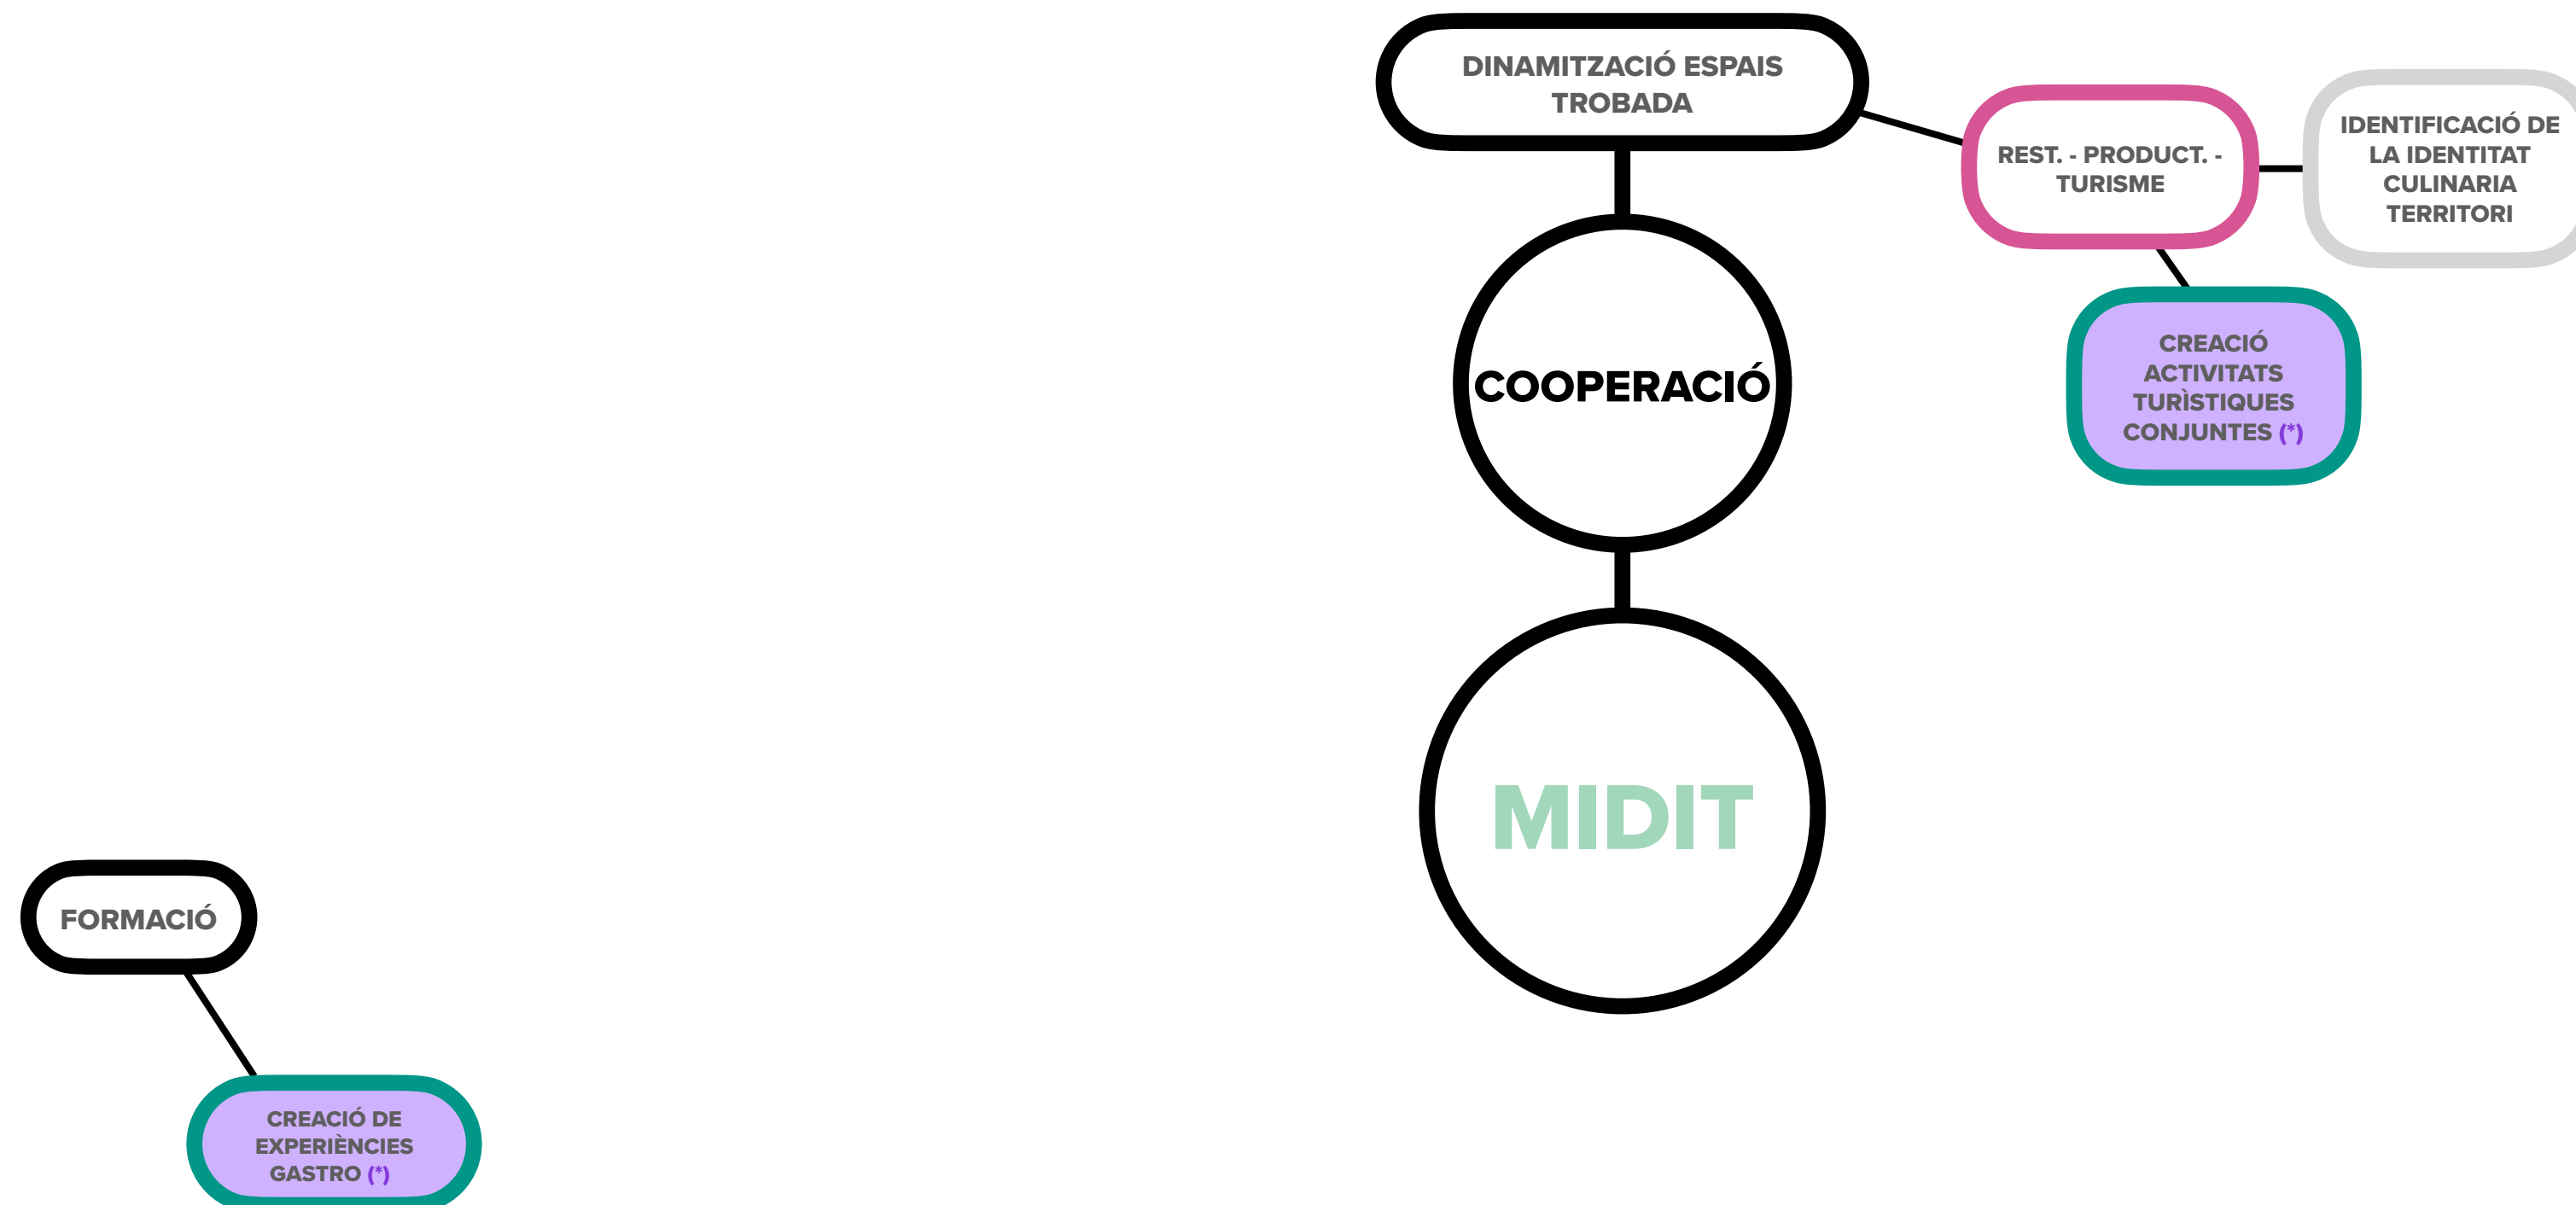 DINAMITZACIÓ ESPAIS
TROBADA
REST. - PRODUCT. -
TURISME
IDENTIFICACIÓ DE
LA IDENTITAT
CULINARIA
TERRITORI
CREACIÓ
ACTIVITATS
TURÌSTIQUES
CONJUNTES (*)
COOPERACIÓ
MIDIT
FORMACIÓ
CREACIÓ DE
EXPERIÈNCIES
GASTRO (*)